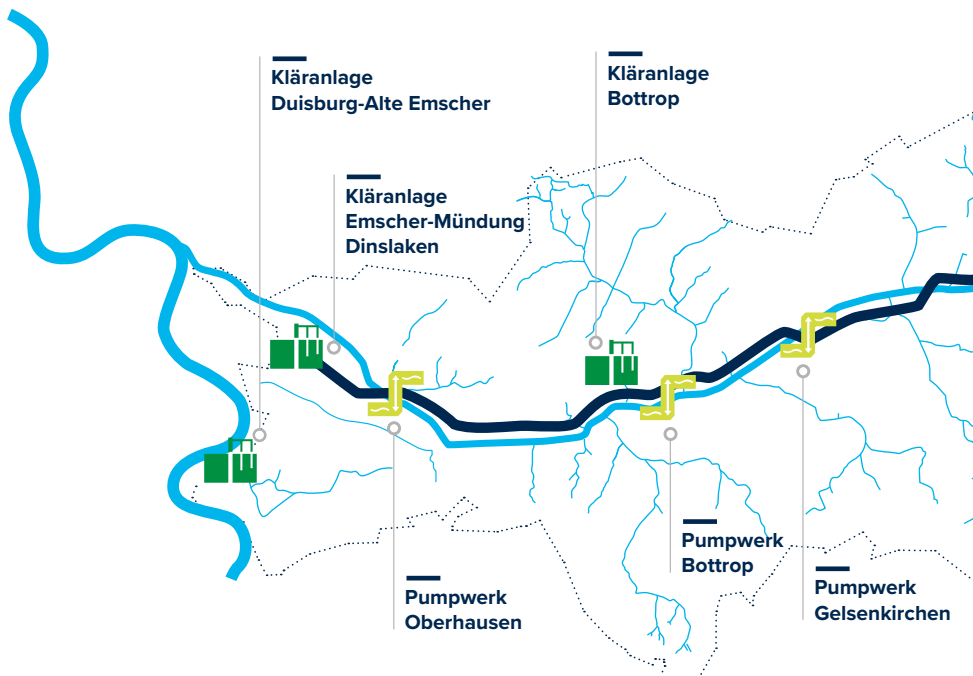 Kläranlage
Duisburg-Alte Emscher
Kläranlage
Bottrop
Kläranlage
Emscher-Mündung
Dinslaken
Pumpwerk
Bottrop
Pumpwerk
Oberhausen
Pumpwerk
Gelsenkirchen